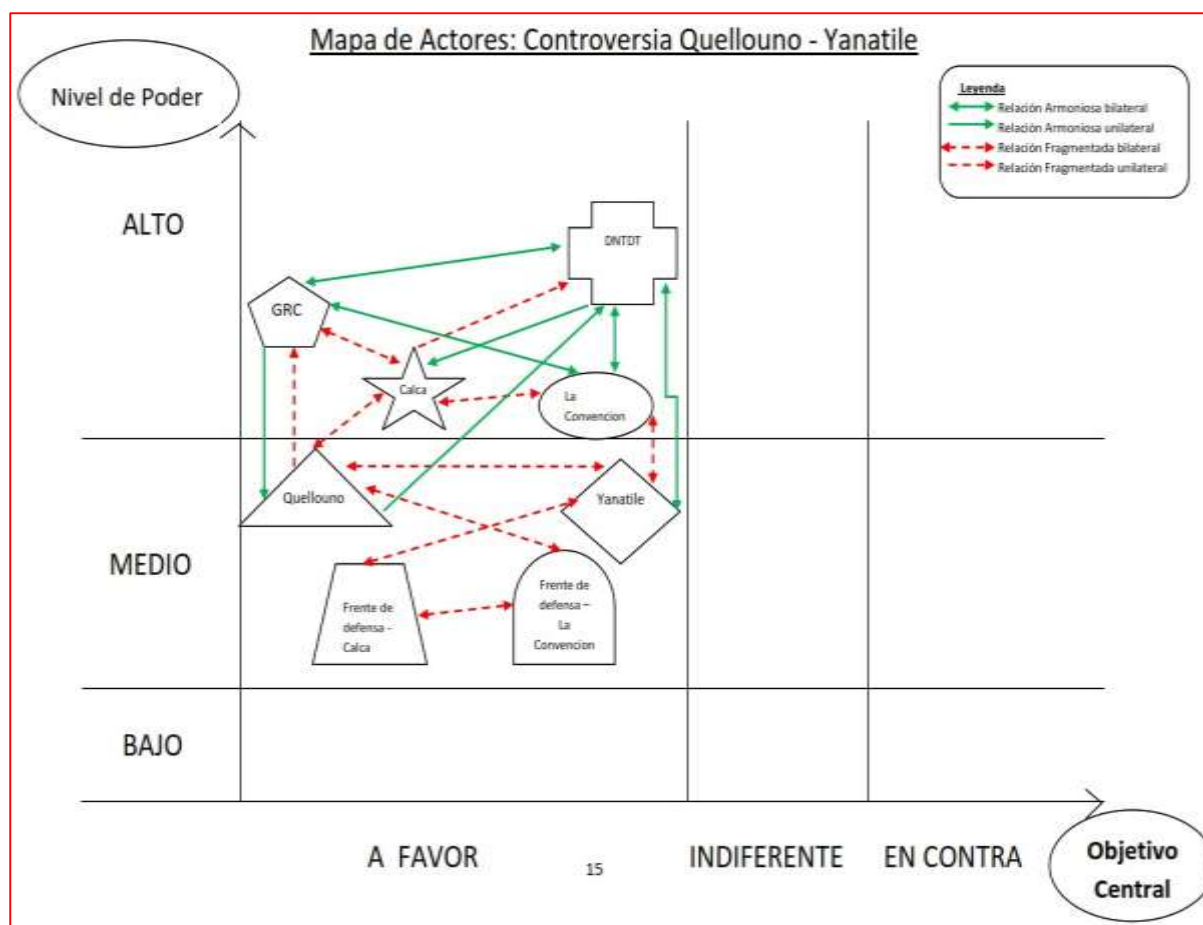 Mapa de Actores: Controversia Quellouno - Yanatile
Nivel de Poder
Leyenda
Relación Armoniosa bilateral
Relación Armoniosa unilateral
Relación Fragmentada bilateral
Relación Fragmentada unilateral
ALTO
DNTDT
GRC
Calca
La
Convencion
Quellouno
Yanatile
MEDIO
Frente de
defensa -
Calca
Frente de
defensa –
La
Convencion
BAJO
A FAVOR
15
INDIFERENTE
EN CONTRA
Objetivo
Central